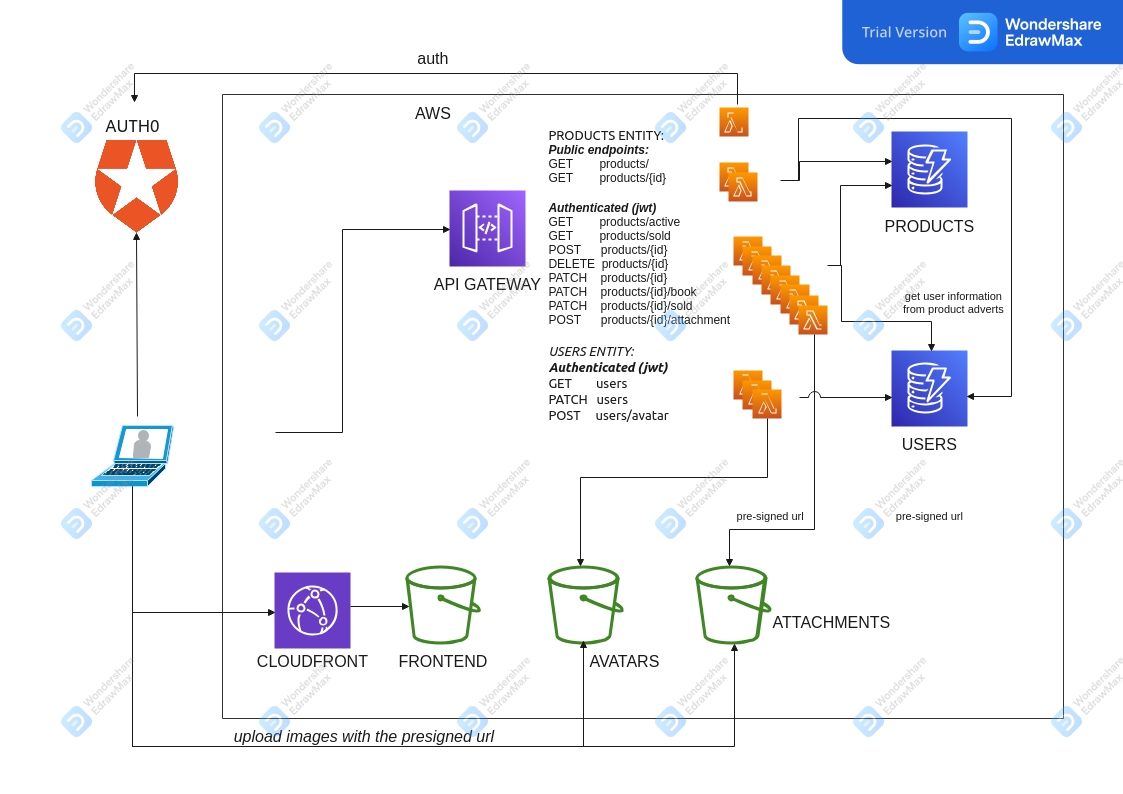 Trial Version
Wondershare
EdrawMax
auth
AUTH0
AWS
PRODUCTS ENTITY:
Public endpoints:
GET products/
GET products/{id}
Authenticated (jwt)
GET products/active
GET products/sold
POST products/{id}
DELETE products/{id}
PATCH products/{id}
PATCH products/{id}/book
PATCH products/{id}/sold
POST products/{id}/attachment
API GATEWAY
USERS ENTITY:
Authenticated (jwt)
GET users
PATCH users
POST users/avatar
PRODUCTS
get user information
from product adverts
USERS
pre-signed url
pre-signed url
CLOUDFRONT
FRONTEND
AVATARS
ATTACHMENTS
upload images with the presigned url